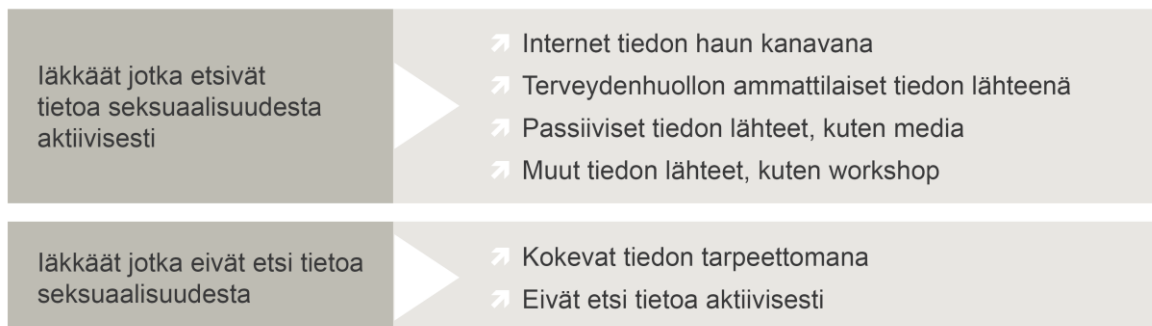 Iäkkäät jotka etsivät
tietoa seksuaalisuudesta
aktiivisesti
Internet tiedon haun kanavana
Terveydenhuollon ammattilaiset tiedon lähteenä
Passiiviset tiedon lähteet, kuten media
Muut tiedon lähteet, kuten workshop
Iäkkäät jotka eivät etsi tietoa
seksuaalisuudesta
Kokevat tiedon tarpeettomana
Eivät etsi tietoa aktiivisesti